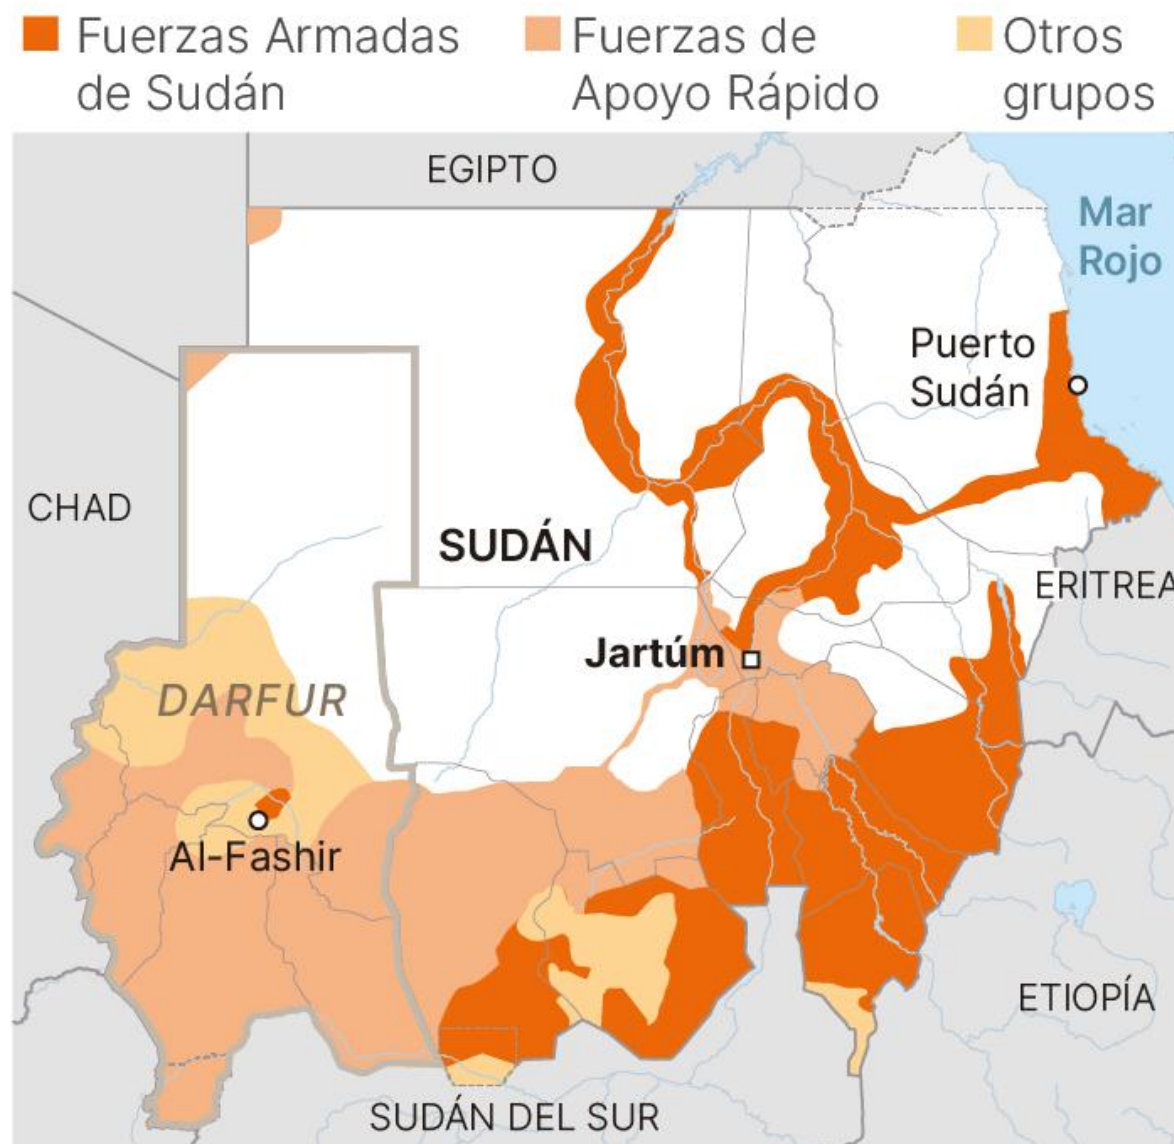 Fuerzas Armadas
de Sudán
Fuerzas de
Apoyo Rápido
Otros
grupos
EGIPTO
Mar
Rojo
Puerto
Sudán
CHAD
SUDÁN
ERITREA
Jartúm
DARFUR
Al-Fashir
ETIOPÍA
SUDÁN DEL SUR